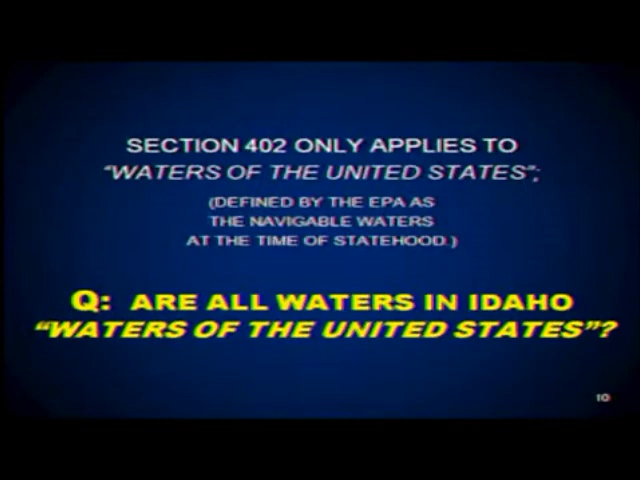 SECTION 402 ONLY APPLIES TO
"WATERS OF THE UNITED STATES";
(DEFINED BY THE EPA AS
THE NAVIGABLE WATERS
AT THE TIME OF STATEHOOD.)
Q: ARE ALL WATERS IN IDAHO
"WATERS OF THE UNITED STATES"?
10